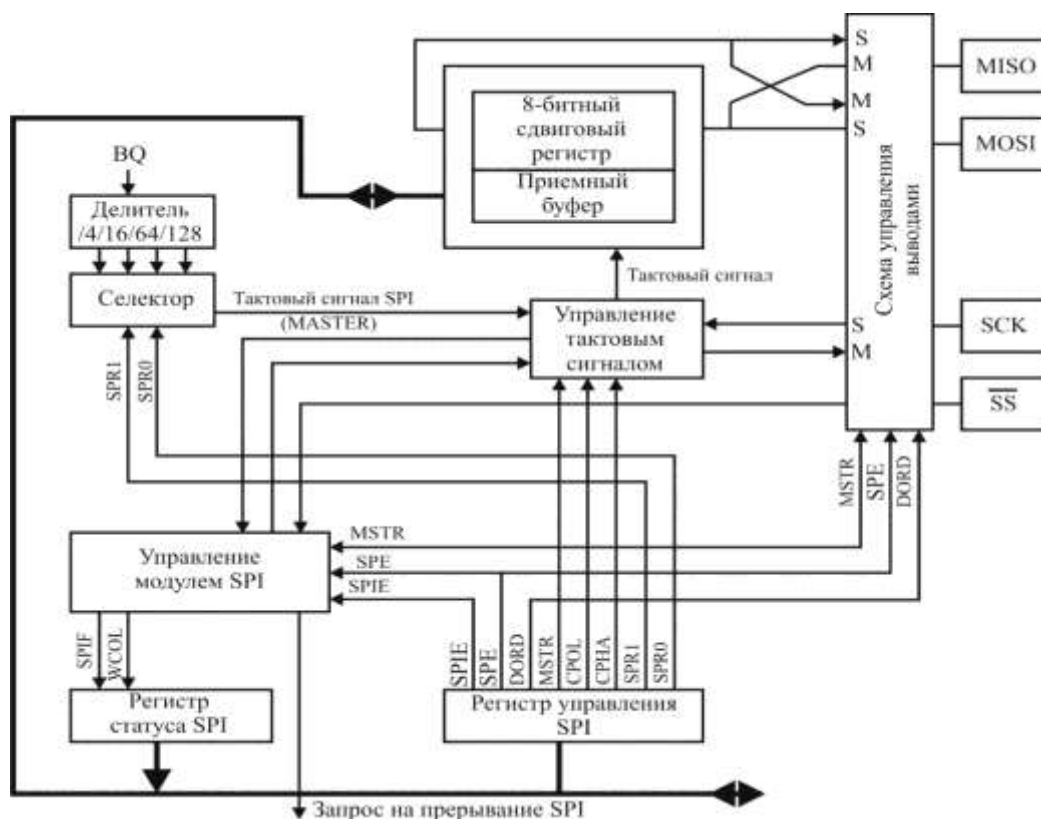 S
M
MISO
8-битный
сдвиговый
регистр
M
S
MOSI
BQ
Приемный
буфер
Делитель
/4/16/64/128
Схема управления
выводами
Тактовый сигнал
Селектор
Тактовый сигнал SPI
(MASTER)
Управление
тактовым
сигналом
S
M
SCK
SS
SPR1
SPR0
MSTR
SPE
DORD
Управление
модулем SPI
MSTR
SPE
SPIE
SPIF
WCOL
SPIE
SPE
DORD
MSTR
CPOL
CPHA
SPR1
SPR0
Регистр
статуса SPI
Регистр управления
SPI
Запрос на прерывание SPI